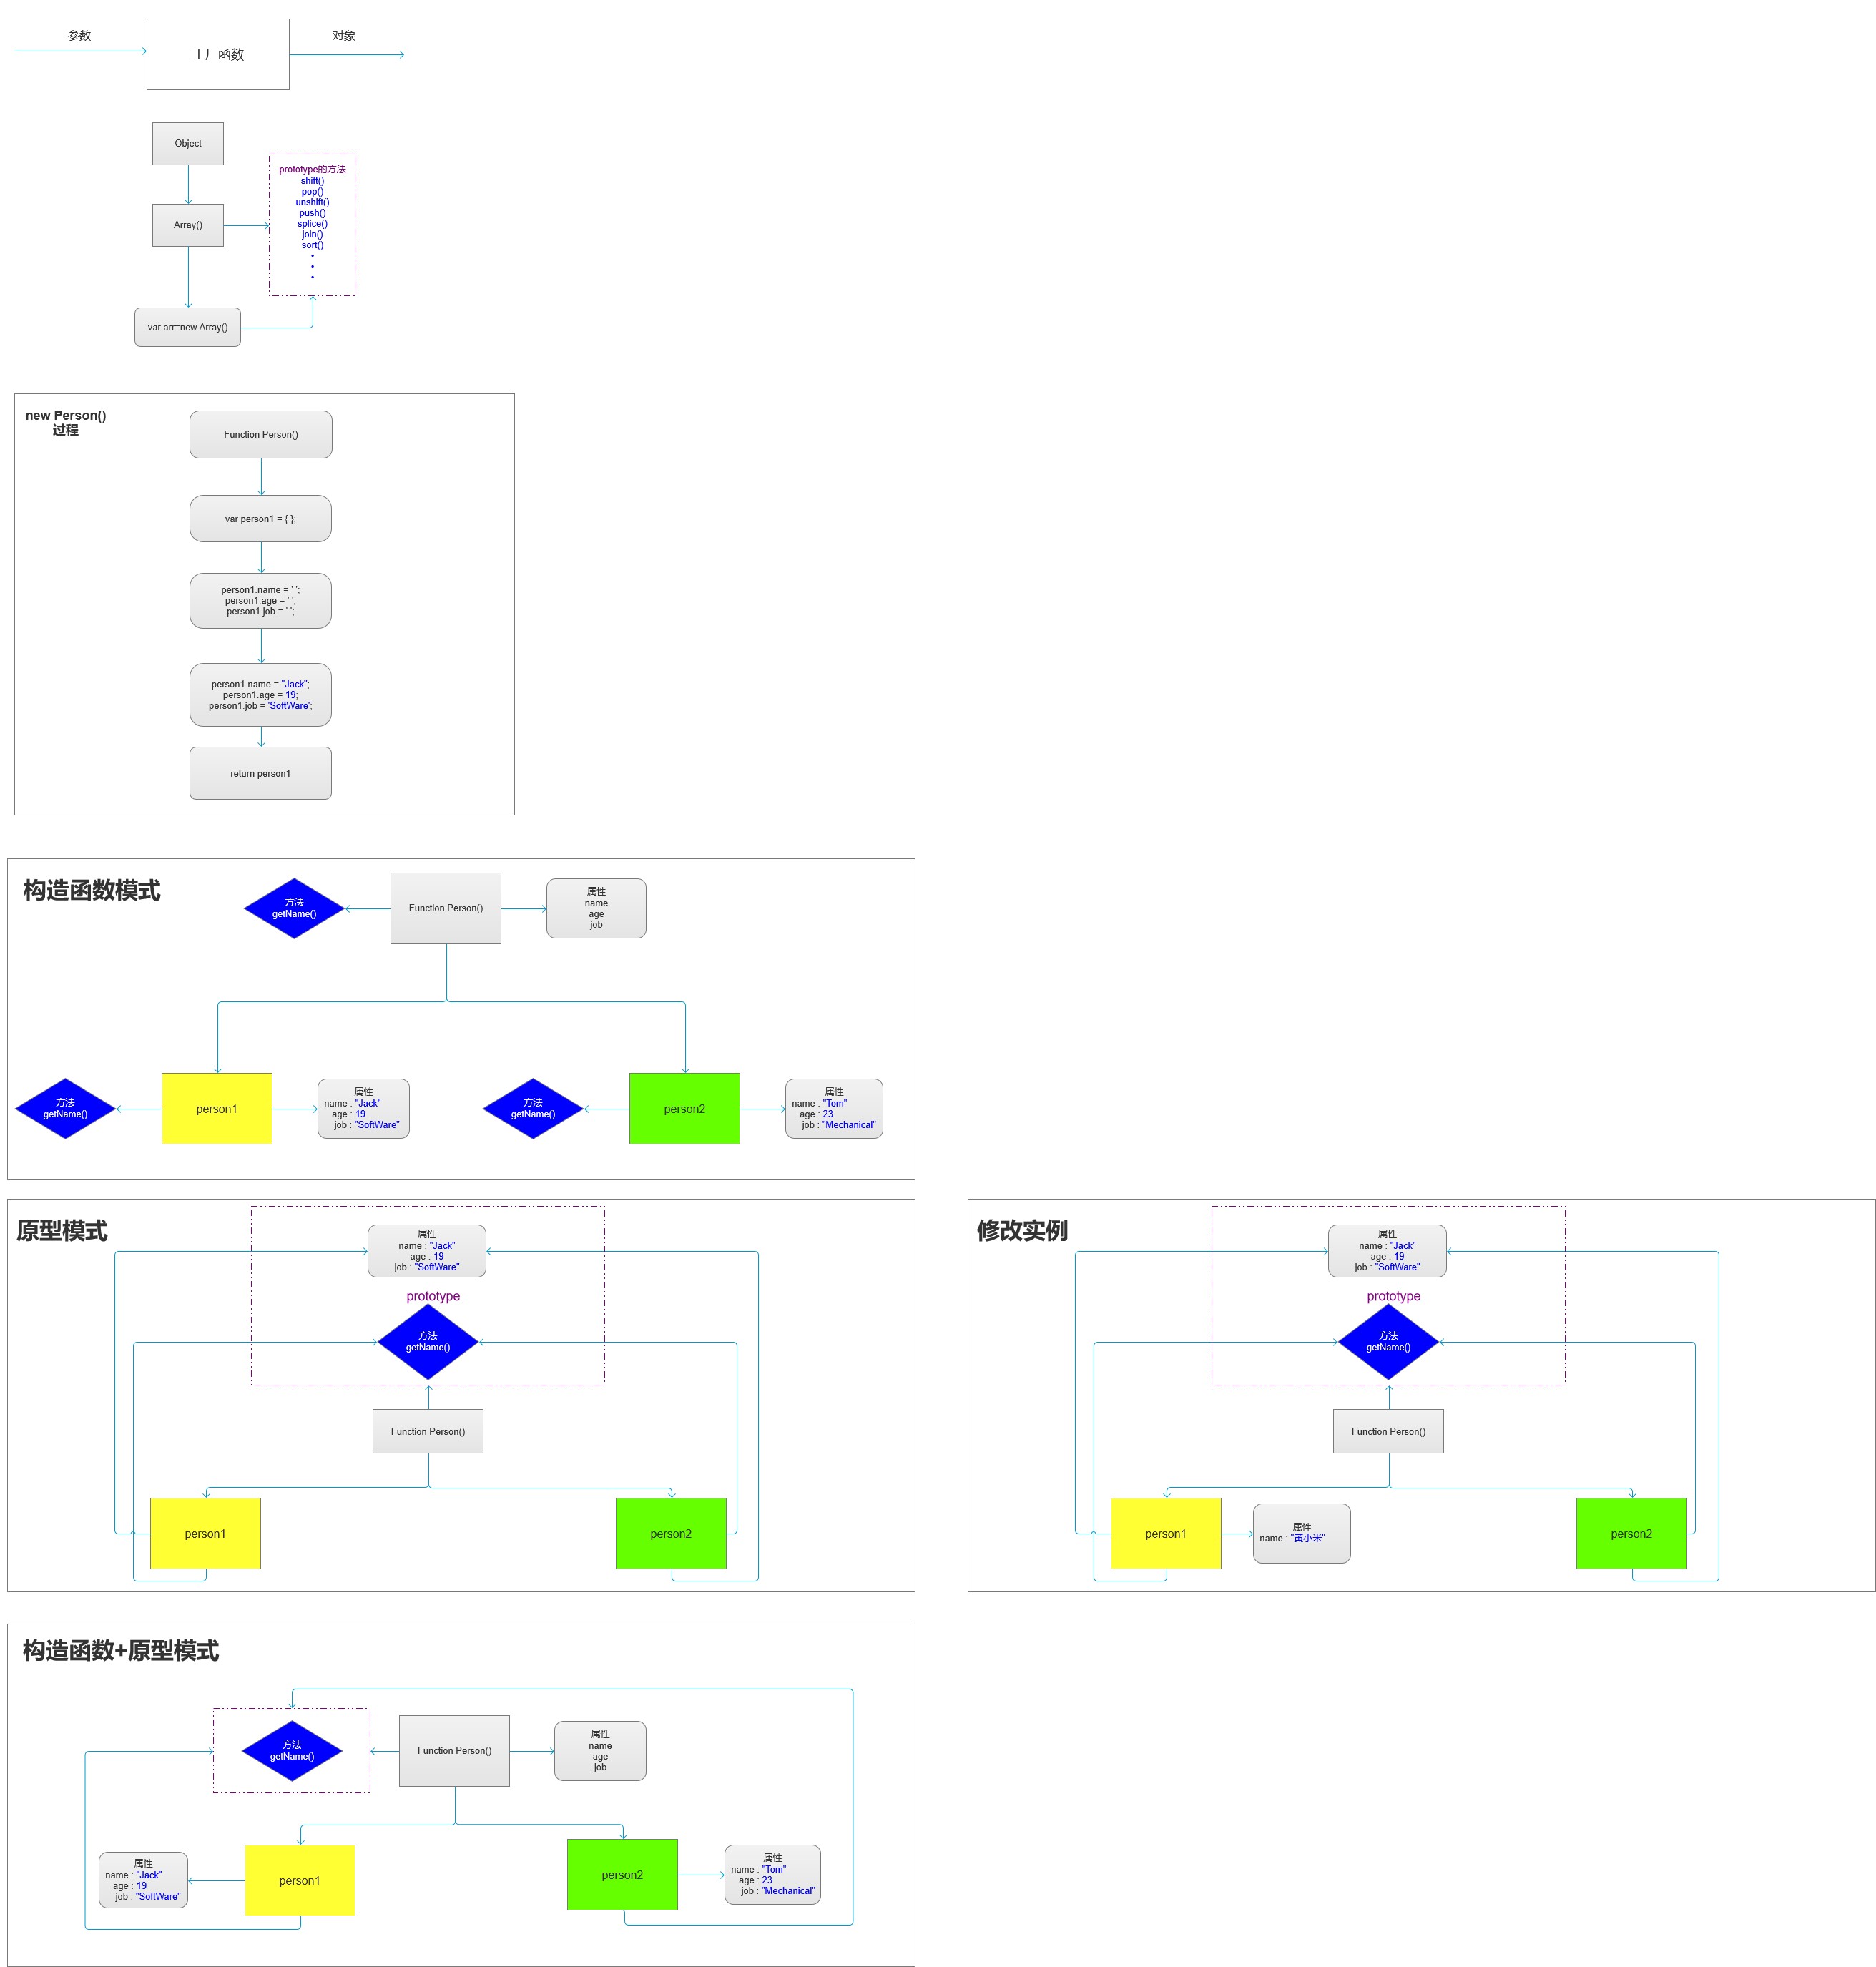 参数
工厂函数
对象
Object
Array()
prototype的方法
shift()
pop()
unshift()
push()
splice()
join()
sort()
•
•
•
var arr=new Array()
new Person()
过程
Function Person()
var person1 = { };
person1.name = ' ';
person1.age = ' ';
person1.job = ' ';
person1.name = "Jack";
person1.age = 19;
person1.job = 'SoftWare';
return person1
构造函数模式
方法
getName()
Function Person()
属性
name
age
job
方法
getName()
person1
属性
name : "Jack"
age : 19
job : "SoftWare"
方法
getName()
person2
属性
name : "Tom"
age : 23
job : "Mechanical"
原型模式
属性
name : "Jack"
age : 19
job : "SoftWare"
prototype
方法
getName()
Function Person()
person1
person2
修改实例
属性
name : "Jack"
age : 19
job : "SoftWare"
prototype
方法
getName()
Function Person()
person1
属性
name : "黄小米"
person2
构造函数+原型模式
方法
getName()
Function Person()
属性
name
age
job
属性
name : "Jack"
age : 19
job : "SoftWare"
person1
person2
属性
name : "Tom"
age : 23
job : "Mechanical"